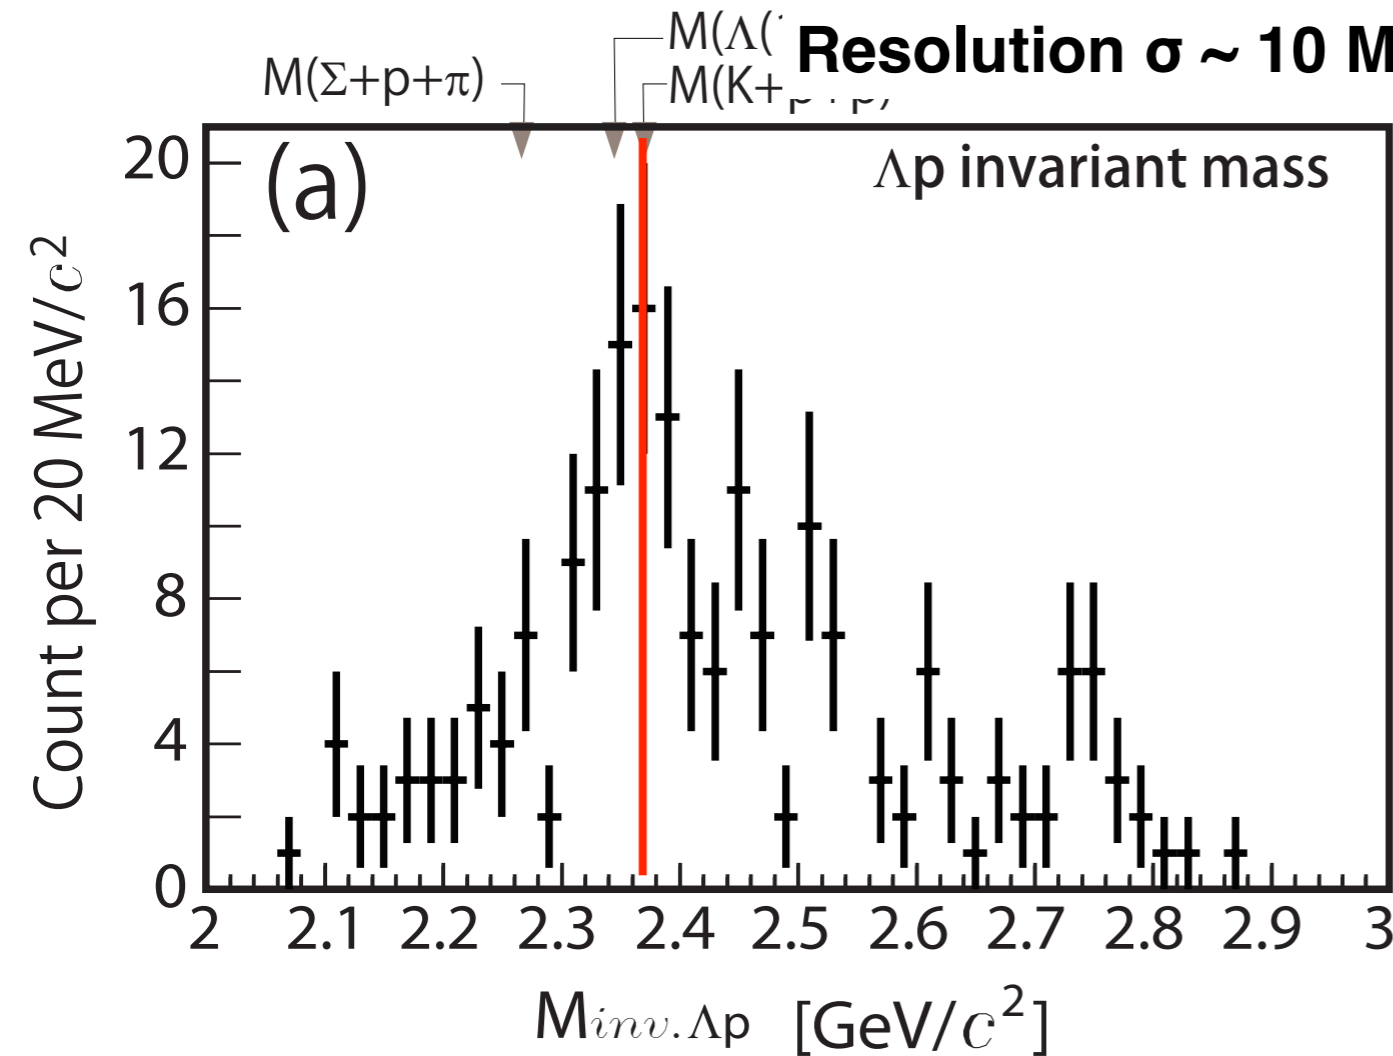 M(Λ(
Resolution σ ~ 10 M
M(Σ+p+π)
M(K+p+p)
(a)
Λp invariant mass
Count per 20 MeV/c²
20
16
12
8
4
0
2 2.1 2.2 2.3 2.4 2.5 2.6 2.7 2.8 2.9 3
Minv.Λp [GeV/c²]